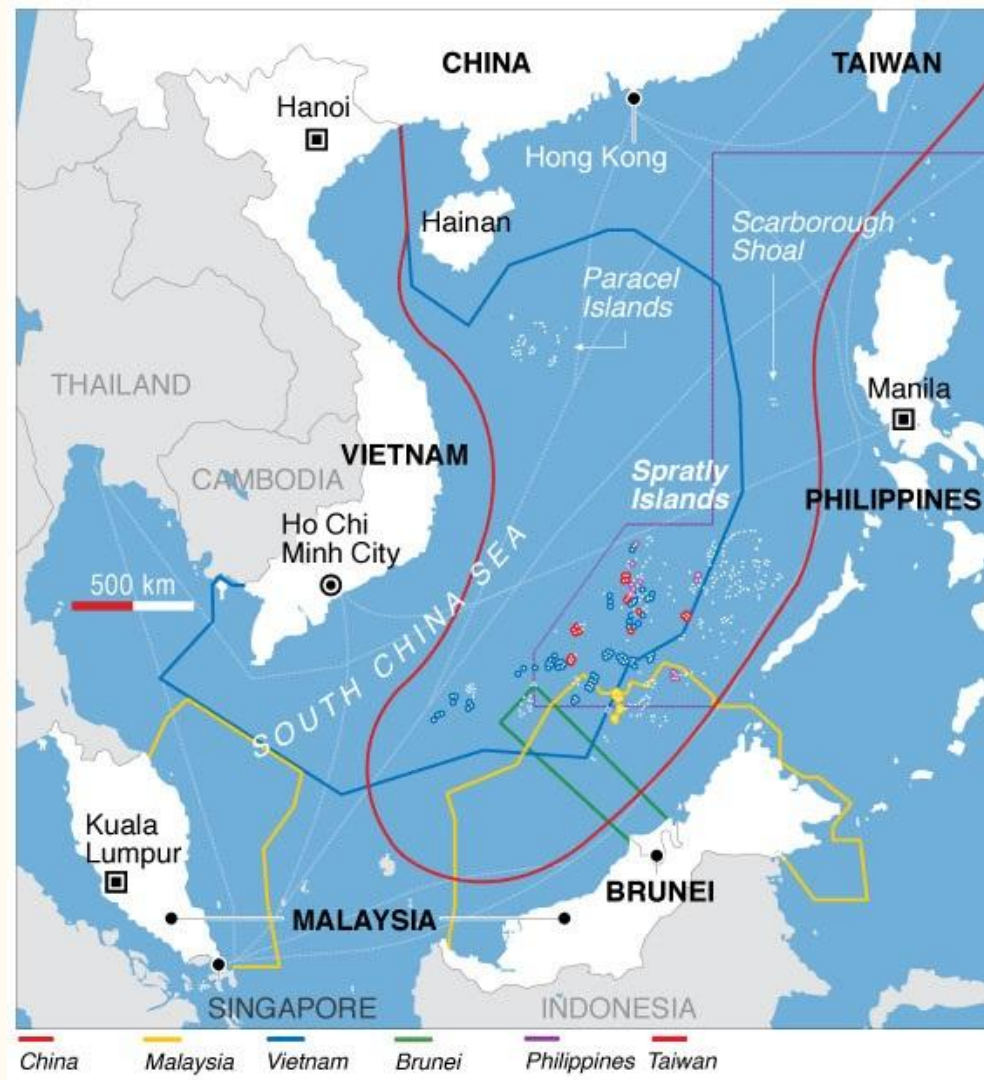 CHINA
TAIWAN
Hanoi
Hong Kong
Hainan
Scarborough
Shoal
Paracel
Islands
THAILAND
Manila
VIETNAM
CAMBODIA
Spratly
Islands
PHILIPPINES
Ho Chi
Minh City
500 km
SOUTH CHINA SEA
Kuala
Lumpur
BRUNEI
MALAYSIA
SINGAPORE
INDONESIA
China Malaysia Vietnam Brunei Philippines Taiwan